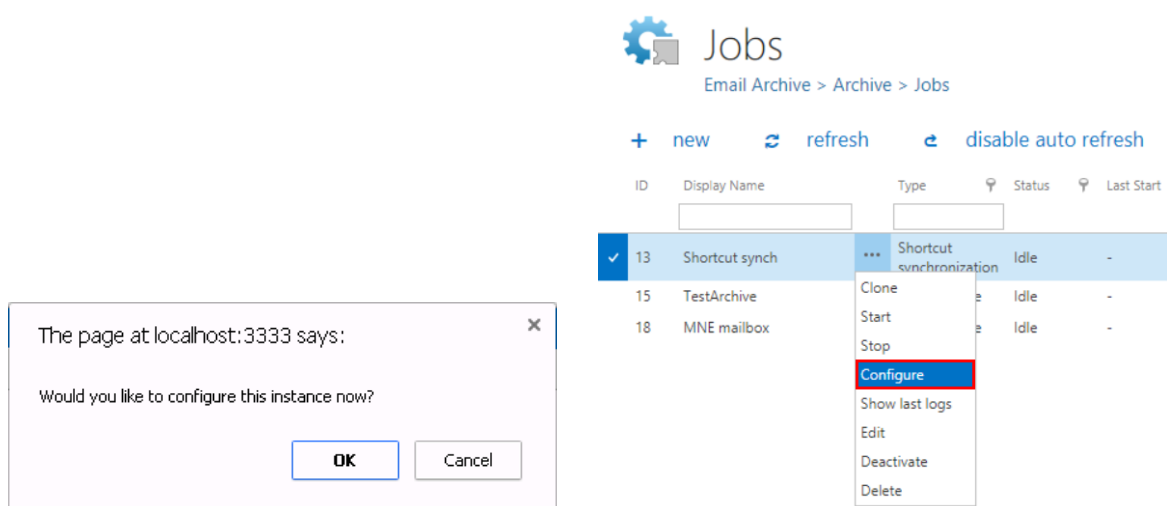 Jobs
Email Archive > Archive > Jobs
+ new refresh disable auto refresh
ID Display Name Type Status Last Start
13 Shortcut synch ... Shortcut synchronization Idle -
15 TestArchive e Idle -
18 MNE mailbox e Idle -
Clone
Start
Stop
Configure
Show last logs
Edit
Deactivate
Delete
The page at localhost:3333 says:
Would you like to configure this instance now?
OK Cancel